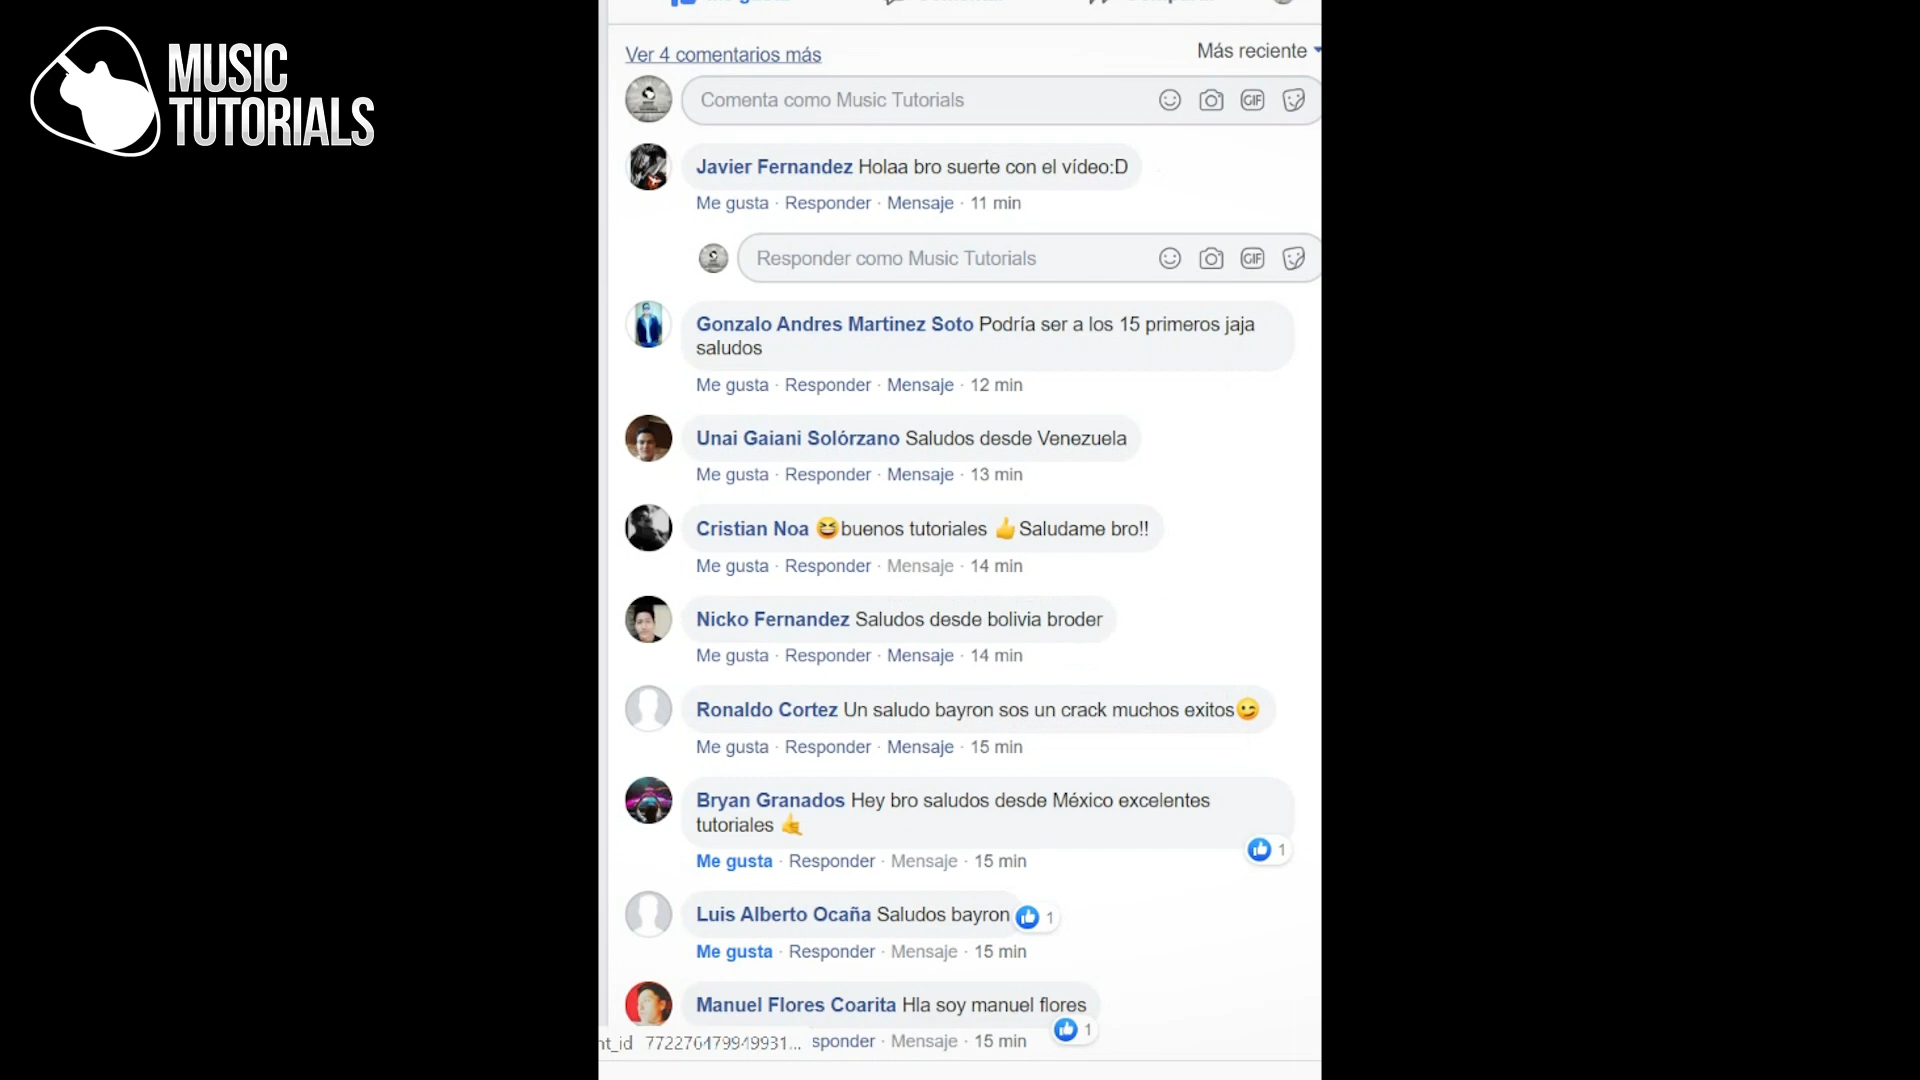 MUSIC
TUTORIALS
Me gusta
Ver 4 comentarios más
Más reciente
Comenta como Music Tutorials
GIF
Javier Fernandez Holaa bro suerte con el vídeo:D
Me gusta · Responder · Mensaje · 11 min
Responder como Music Tutorials
GIF
Gonzalo Andres Martinez Soto Podría ser a los 15 primeros jaja
saludos
Me gusta · Responder · Mensaje · 12 min
Unai Gaiani Solórzano Saludos desde Venezuela
Me gusta · Responder · Mensaje · 13 min
Cristian Noa 😆buenos tutoriales 👍Saludame bro!!
Me gusta · Responder · Mensaje · 14 min
Nicko Fernandez Saludos desde bolivia broder
Me gusta · Responder · Mensaje · 14 min
Ronaldo Cortez Un saludo bayron sos un crack muchos exitos😉
Me gusta · Responder · Mensaje · 15 min
Bryan Granados Hey bro saludos desde México excelentes
tutoriales 🤙
1
Me gusta · Responder · Mensaje · 15 min
Luis Alberto Ocaña Saludos bayron 1
Me gusta · Responder · Mensaje · 15 min
Manuel Flores Coarita Hla soy manuel flores
1
nt_id 772276479949931... sponder · Mensaje · 15 min